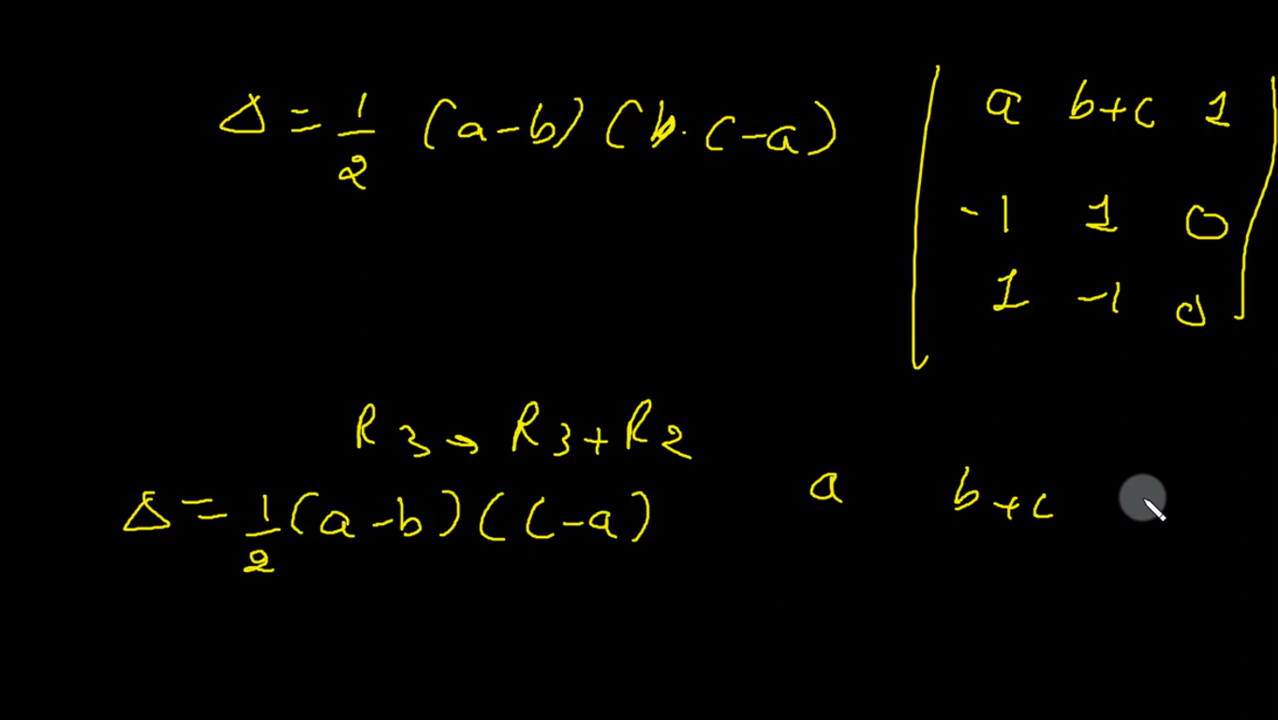 Δ = 1/2 (a-b) (b. c-a) | a b+c 1 |
| -1 1 0 |
| 1 -1 0 |
R3 → R3+R2
Δ = 1/2 (a-b) (c-a) a b+c